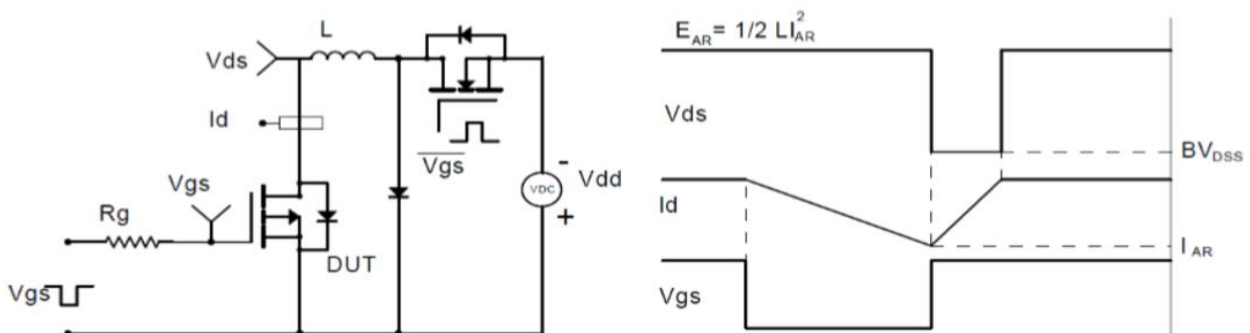 L
Vds
Id
Vgs
Rg
Vgs
DUT
Vgs
VDC
-
+
Vdd
E_AR = 1/2 LI_AR^2
Vds
BV_DSS
Id
I_AR
Vgs